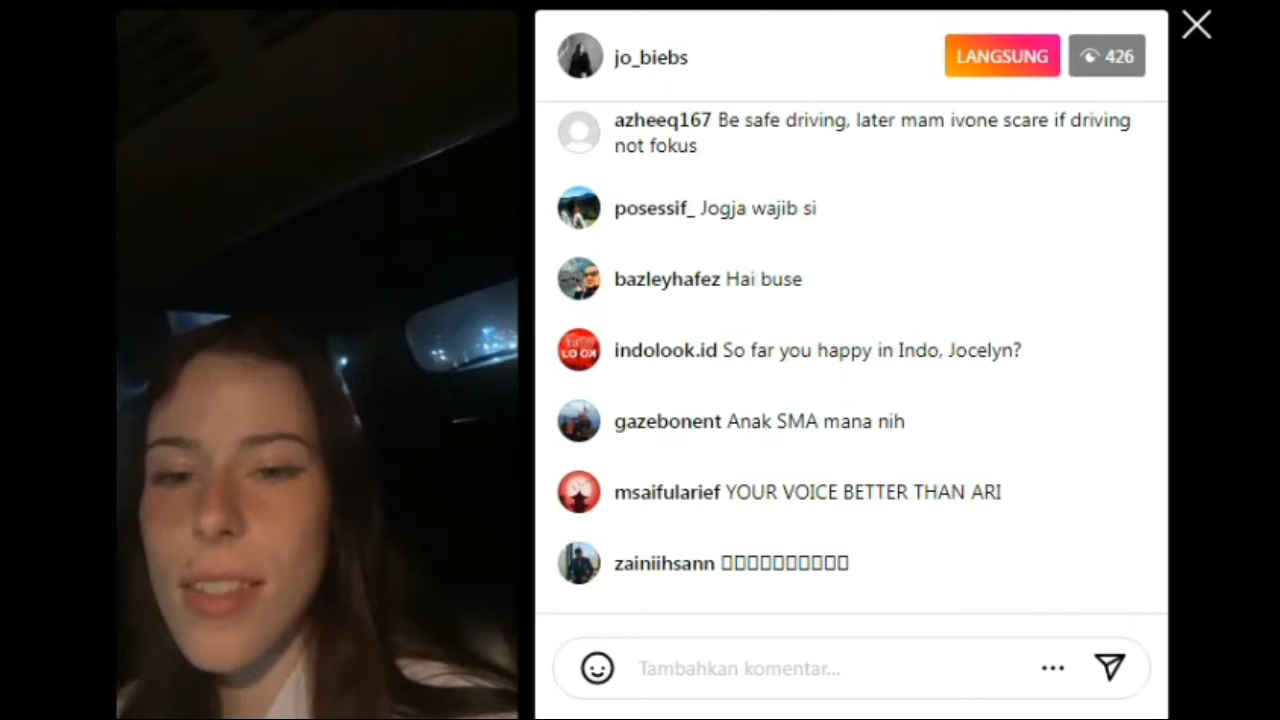 jo_biebs
LANGSUNG
426
azheeq167 Be safe driving, later mam ivone scare if driving
not fokus
posessif_ Jogja wajib si
bazleyhafez Hai buse
indolook.id So far you happy in Indo, Jocelyn?
LOOK
gazebonent Anak SMA mana nih
msaifularief YOUR VOICE BETTER THAN ARI
zainiihsann
Tambahkan komentar...